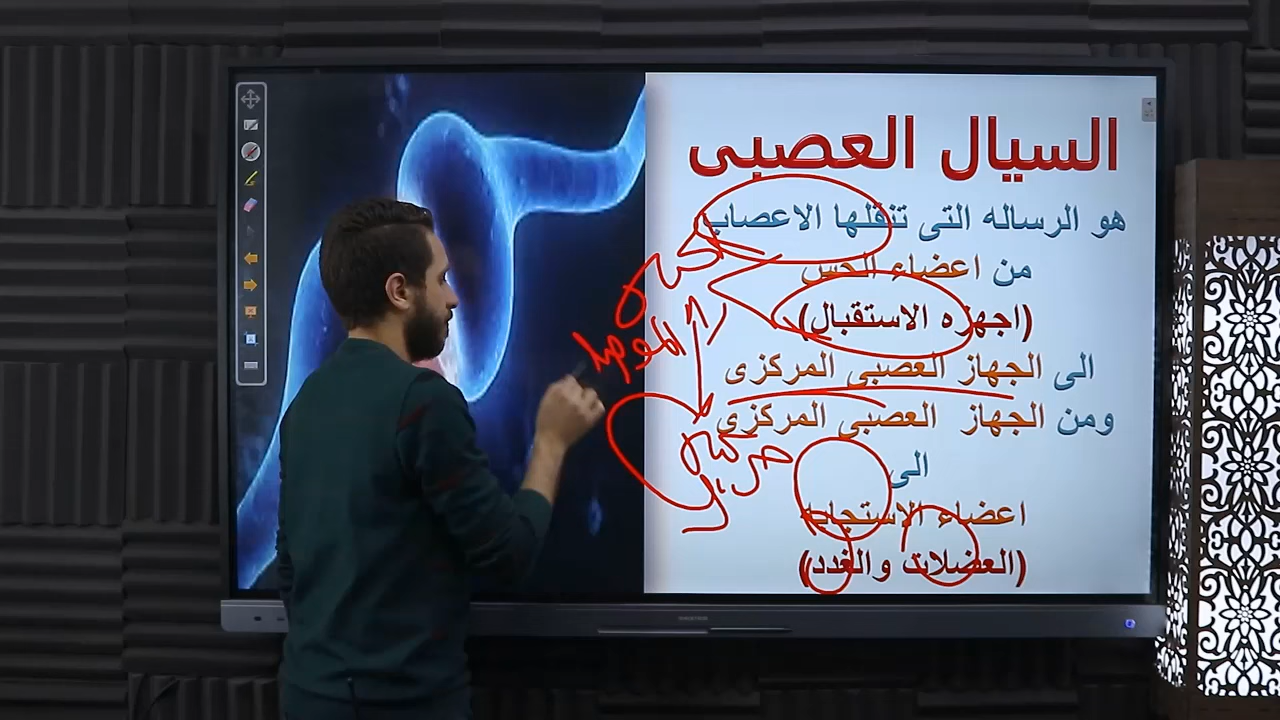 السيال العصبى
هو الرساله التى تنقلها الاعصاب
من اعضاء الحس
(اجهزه الاستقبال)
الى الجهاز العصبى المركزى
ومن الجهاز العصبى المركزى
الى
اعضاء الاستجابه
(العضلات والغدد)